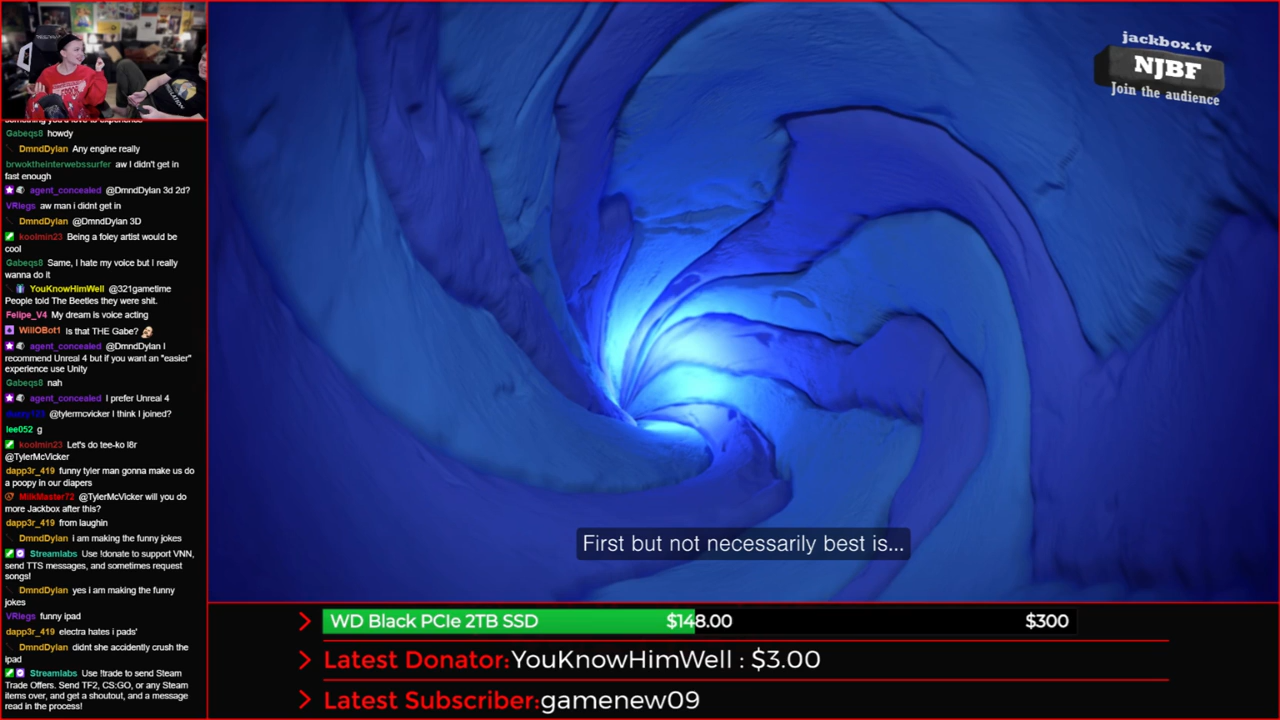 jackbox.tv
NJBF
Join the audience
Gabeqs8 howdy
DmndDylan Any engine really
brwoktheinterwebssurfer aw I didn't get in
fast enough
agent_concealed @DmndDylan 3d 2d?
VRlegs aw man i didnt get in
DmndDylan @DmndDylan 3D
koolmin23 Being a foley artist would be
cool
Gabeqs8 Same, I hate my voice but I really
wanna do it
YouKnowHimWell @321gametime
People told The Beetles they were shit.
Felipe_V4 My dream is voice acting
WillOBot1 Is that THE Gabe?
agent_concealed @DmndDylan I
recommend Unreal 4 but if you want an "easier"
experience use Unity
Gabeqs8 nah
agent_concealed I prefer Unreal 4
@tylermcvicker I think I joined?
lee052 g
koolmin23 Let's do tee-ko l8r
@TylerMcVicker
dapp3r_419 funny tyler man gonna make us do
a poopy in our diapers
MilkMaster72 @TylerMcVicker will you do
more Jackbox after this?
dapp3r_419 from laughin
DmndDylan i am making the funny jokes
Streamlabs Use !donate to support VNN,
send TTS messages, and sometimes request
songs!
DmndDylan yes i am making the funny
jokes
VRlegs funny ipad
dapp3r_419 electra hates i pads'
DmndDylan didnt she accidently crush the
ipad
Streamlabs Use !trade to send Steam
Trade Offers. Send TF2, CS:GO, or any Steam
items over, and get a shoutout, and a message
read in the process!
First but not necessarily best is...
WD Black PCIe 2TB SSD $148.00 $300
Latest Donator:YouKnowHimWell : $3.00
Latest Subscriber:gamenew09